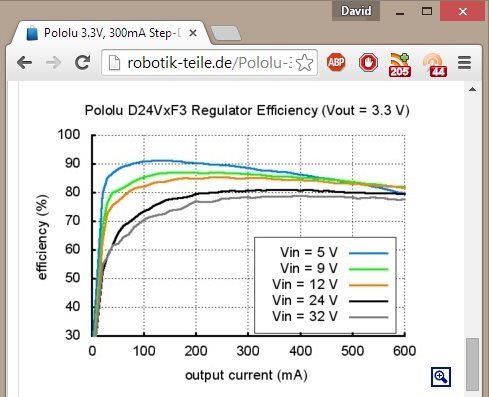 David
Pololu 3.3V, 300mA Step-D
robotik-teile.de/Pololu-3
ABP
205
44
Pololu D24VxF3 Regulator Efficiency (Vout = 3.3 V)
100
90
80
70
60
50
40
30
efficiency (%)
Vin = 5 V
Vin = 9 V
Vin = 12 V
Vin = 24 V
Vin = 32 V
0 100 200 300 400 500 600
output current (mA)